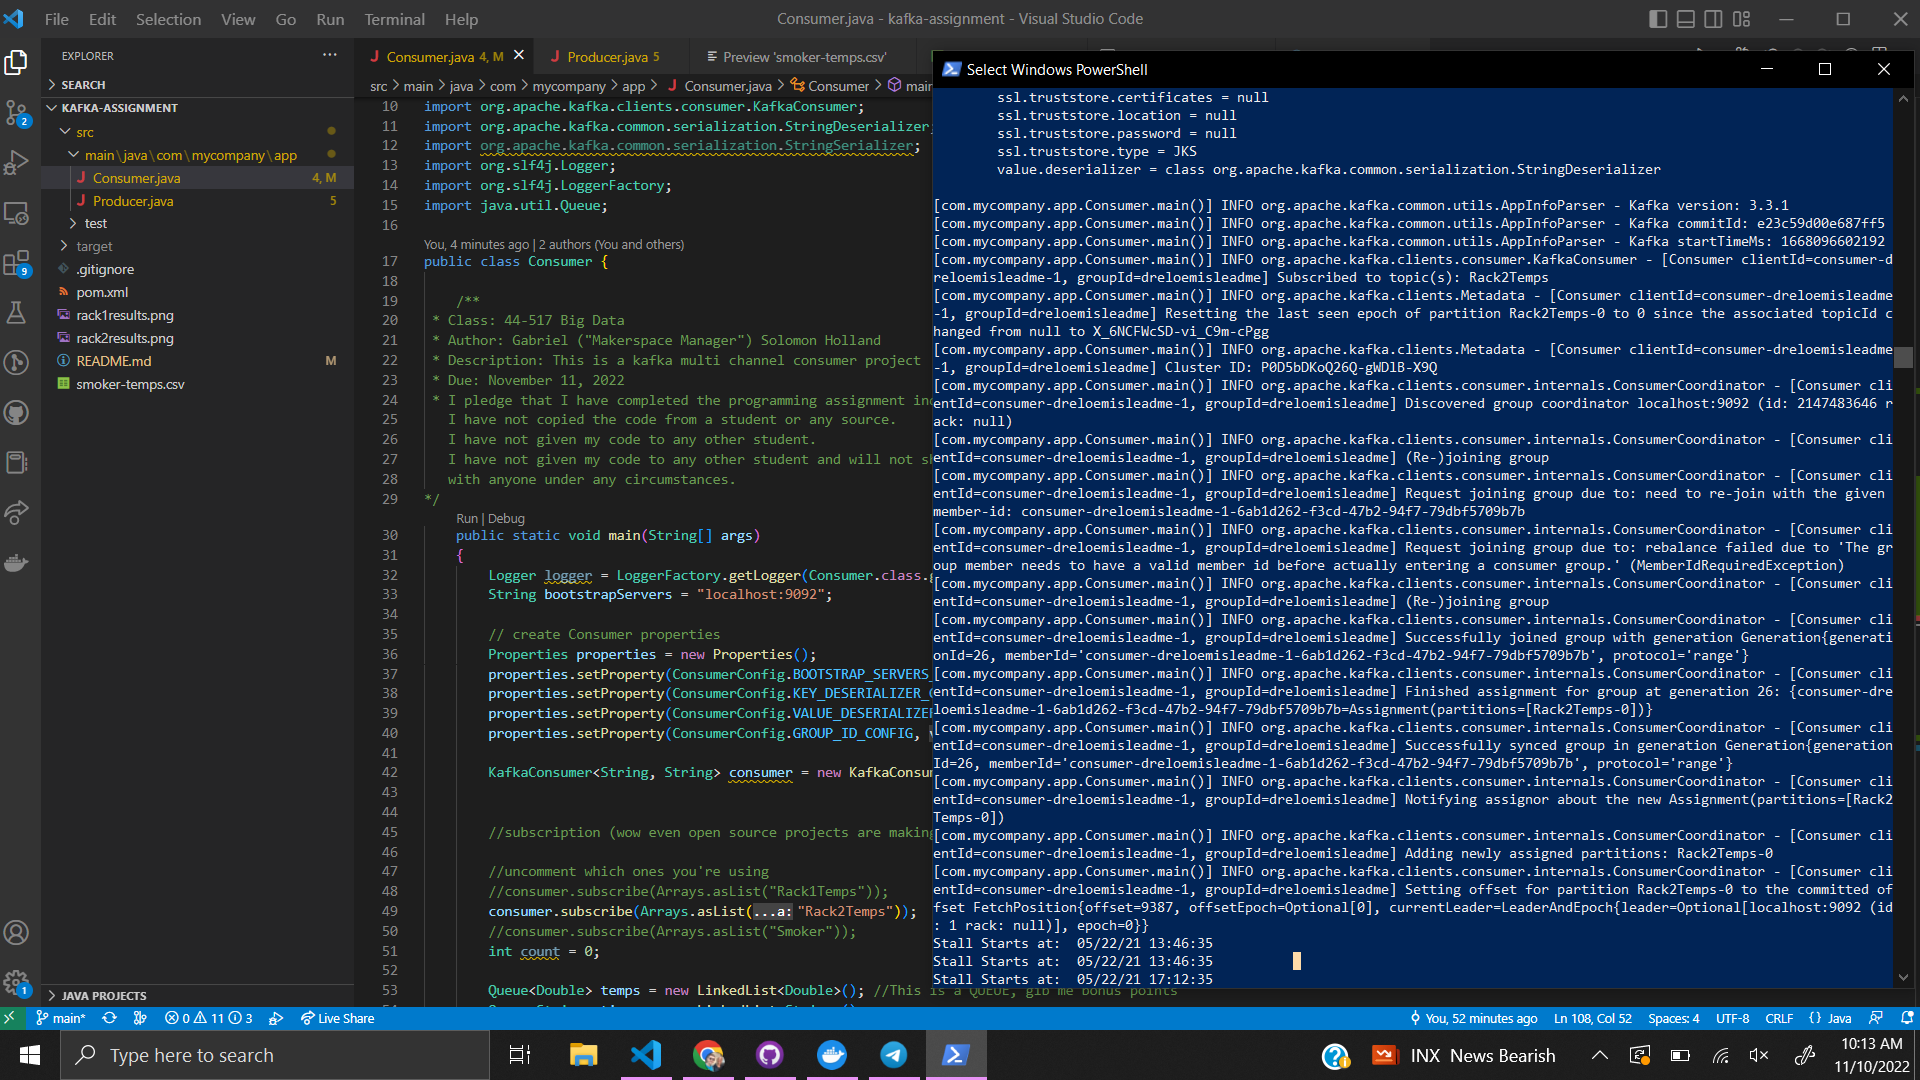 File Edit Selection View Go Run Terminal Help
Consumer.java - kafka-assignment - Visual Studio Code
EXPLORER
SEARCH
KAFKA-ASSIGNMENT
src
main\java\com\mycompany\app
Consumer.java 4, M
Producer.java 5
test
target
.gitignore
pom.xml
rack1results.png
rack2results.png
README.md M
smoker-temps.csv
JAVA PROJECTS
2
9
1
Consumer.java 4, M
Producer.java 5
Preview 'smoker-temps.csv'
src > main > java > com > mycompany > app > Consumer.java > Consumer > main
10 import org.apache.kafka.clients.consumer.KafkaConsumer;
11 import org.apache.kafka.common.serialization.StringDeserializer;
12 import org.apache.kafka.common.serialization.StringSerializer;
13 import org.slf4j.Logger;
14 import org.slf4j.LoggerFactory;
15 import java.util.Queue;
16
You, 4 minutes ago | 2 authors (You and others)
17 public class Consumer {
18
19 /**
20 * Class: 44-517 Big Data
21 * Author: Gabriel ("Makerspace Manager") Solomon Holland
22 * Description: This is a kafka multi channel consumer project
23 * Due: November 11, 2022
24 * I pledge that I have completed the programming assignment in
25 I have not copied the code from a student or any source.
26 I have not given my code to any other student.
27 I have not given my code to any other student and will not s
28 with anyone under any circumstances.
29 */
Run | Debug
30 public static void main(String[] args)
31 {
32 Logger logger = LoggerFactory.getLogger(Consumer.class.g
33 String bootstrapServers = "localhost:9092";
34
35 // create Consumer properties
36 Properties properties = new Properties();
37 properties.setProperty(ConsumerConfig.BOOTSTRAP_SERVERS_
38 properties.setProperty(ConsumerConfig.KEY_DESERIALIZER_C
39 properties.setProperty(ConsumerConfig.VALUE_DESERIALIZER
40 properties.setProperty(ConsumerConfig.GROUP_ID_CONFIG,
41
42 KafkaConsumer<String, String> consumer = new KafkaConsum
43
44
45 //subscription (wow even open source projects are making
46
47 //uncomment which ones you're using
48 //consumer.subscribe(Arrays.asList("Rack1Temps"));
49 consumer.subscribe(Arrays.asList(...a: "Rack2Temps"));
50 //consumer.subscribe(Arrays.asList("Smoker"));
51 int count = 0;
52
53 Queue<Double> temps = new LinkedList<Double>(); //This is a QUEUE, gib me bonus points
Select Windows PowerShell
ssl.truststore.certificates = null
ssl.truststore.location = null
ssl.truststore.password = null
ssl.truststore.type = JKS
value.deserializer = class org.apache.kafka.common.serialization.StringDeserializer
[com.mycompany.app.Consumer.main()] INFO org.apache.kafka.common.utils.AppInfoParser - Kafka version: 3.3.1
[com.mycompany.app.Consumer.main()] INFO org.apache.kafka.common.utils.AppInfoParser - Kafka commitId: e23c59d00e687ff5
[com.mycompany.app.Consumer.main()] INFO org.apache.kafka.common.utils.AppInfoParser - Kafka startTimeMs: 1668096602192
[com.mycompany.app.Consumer.main()] INFO org.apache.kafka.clients.consumer.KafkaConsumer - [Consumer clientId=consumer-d
reloemisleadme-1, groupId=dreloemisleadme] Subscribed to topic(s): Rack2Temps
[com.mycompany.app.Consumer.main()] INFO org.apache.kafka.clients.Metadata - [Consumer clientId=consumer-dreloemisleadme
-1, groupId=dreloemisleadme] Resetting the last seen epoch of partition Rack2Temps-0 to 0 since the associated topicId c
hanged from null to X_6NCFWcSD-vi_C9m-cPgg
[com.mycompany.app.Consumer.main()] INFO org.apache.kafka.clients.Metadata - [Consumer clientId=consumer-dreloemisleadme
-1, groupId=dreloemisleadme] Cluster ID: P0D5bDKoQ26Q-gWDlB-X9Q
[com.mycompany.app.Consumer.main()] INFO org.apache.kafka.clients.consumer.internals.ConsumerCoordinator - [Consumer cli
entId=consumer-dreloemisleadme-1, groupId=dreloemisleadme] Discovered group coordinator localhost:9092 (id: 2147483646 r
ack: null)
[com.mycompany.app.Consumer.main()] INFO org.apache.kafka.clients.consumer.internals.ConsumerCoordinator - [Consumer cli
entId=consumer-dreloemisleadme-1, groupId=dreloemisleadme] (Re-)joining group
[com.mycompany.app.Consumer.main()] INFO org.apache.kafka.clients.consumer.internals.ConsumerCoordinator - [Consumer cli
entId=consumer-dreloemisleadme-1, groupId=dreloemisleadme] Request joining group due to: need to re-join with the given
member-id: consumer-dreloemisleadme-1-6ab1d262-f3cd-47b2-94f7-79dbf5709b7b
[com.mycompany.app.Consumer.main()] INFO org.apache.kafka.clients.consumer.internals.ConsumerCoordinator - [Consumer cli
entId=consumer-dreloemisleadme-1, groupId=dreloemisleadme] Request joining group due to: rebalance failed due to 'The gr
oup member needs to have a valid member id before actually entering a consumer group.' (MemberIdRequiredException)
[com.mycompany.app.Consumer.main()] INFO org.apache.kafka.clients.consumer.internals.ConsumerCoordinator - [Consumer cli
entId=consumer-dreloemisleadme-1, groupId=dreloemisleadme] (Re-)joining group
[com.mycompany.app.Consumer.main()] INFO org.apache.kafka.clients.consumer.internals.ConsumerCoordinator - [Consumer cli
entId=consumer-dreloemisleadme-1, groupId=dreloemisleadme] Successfully joined group with generation Generation{generati
onId=26, memberId='consumer-dreloemisleadme-1-6ab1d262-f3cd-47b2-94f7-79dbf5709b7b', protocol='range'}
[com.mycompany.app.Consumer.main()] INFO org.apache.kafka.clients.consumer.internals.ConsumerCoordinator - [Consumer cli
entId=consumer-dreloemisleadme-1, groupId=dreloemisleadme] Finished assignment for group at generation 26: {consumer-dre
loemisleadme-1-6ab1d262-f3cd-47b2-94f7-79dbf5709b7b=Assignment(partitions=[Rack2Temps-0])}
[com.mycompany.app.Consumer.main()] INFO org.apache.kafka.clients.consumer.internals.ConsumerCoordinator - [Consumer cli
entId=consumer-dreloemisleadme-1, groupId=dreloemisleadme] Successfully synced group in generation Generation{generation
Id=26, memberId='consumer-dreloemisleadme-1-6ab1d262-f3cd-47b2-94f7-79dbf5709b7b', protocol='range'}
[com.mycompany.app.Consumer.main()] INFO org.apache.kafka.clients.consumer.internals.ConsumerCoordinator - [Consumer cli
entId=consumer-dreloemisleadme-1, groupId=dreloemisleadme] Notifying assignor about the new Assignment(partitions=[Rack2
Temps-0])
[com.mycompany.app.Consumer.main()] INFO org.apache.kafka.clients.consumer.internals.ConsumerCoordinator - [Consumer cli
entId=consumer-dreloemisleadme-1, groupId=dreloemisleadme] Adding newly assigned partitions: Rack2Temps-0
[com.mycompany.app.Consumer.main()] INFO org.apache.kafka.clients.consumer.internals.ConsumerCoordinator - [Consumer cli
entId=consumer-dreloemisleadme-1, groupId=dreloemisleadme] Setting offset for partition Rack2Temps-0 to the committed of
fset FetchPosition{offset=9387, offsetEpoch=Optional[0], currentLeader=LeaderAndEpoch{leader=Optional[localhost:9092 (id
: 1 rack: null)], epoch=0}}
Stall Starts at: 05/22/21 13:46:35
Stall Starts at: 05/22/21 13:46:35
Stall Starts at: 05/22/21 17:12:35
main* 0 11 3 Live Share
You, 52 minutes ago Ln 108, Col 52 Spaces: 4 UTF-8 CRLF {} Java
Type here to search
INX News Bearish
10:13 AM
11/10/2022